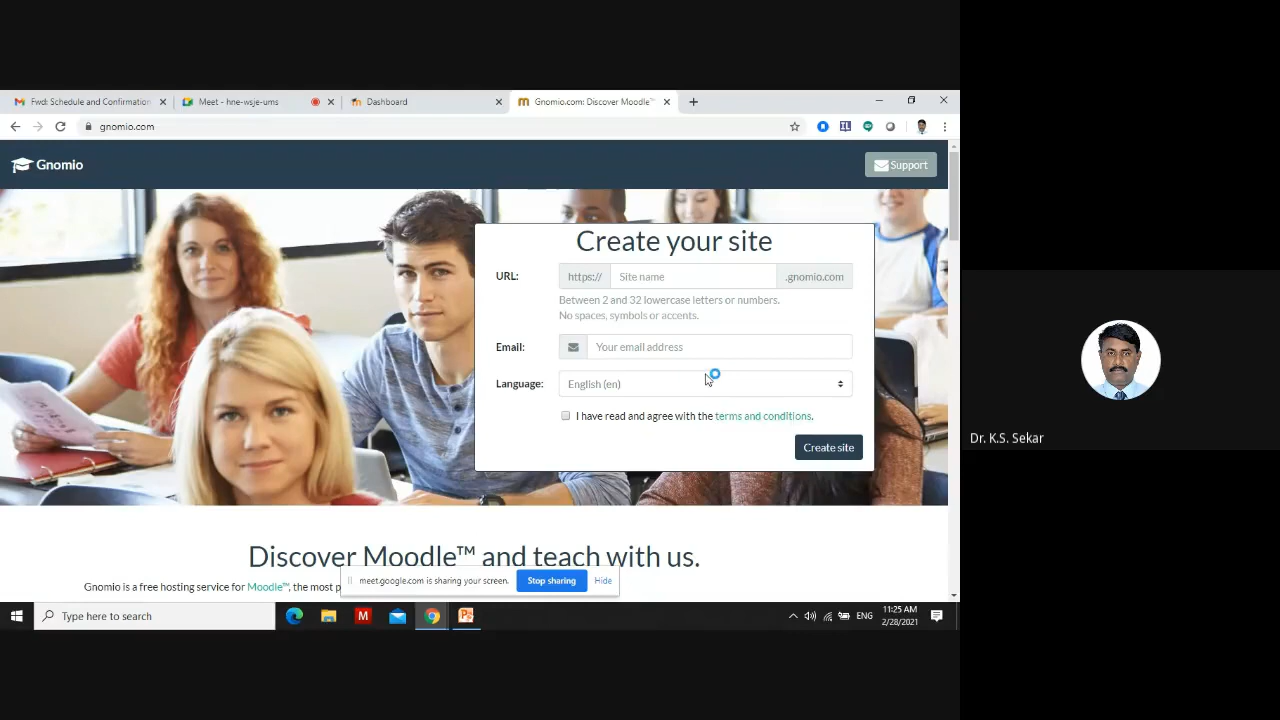 Fwd: Schedule and Confirmation
Meet - hne-wsje-ums
Dashboard
Gnomio.com: Discover Moodle™
gnomio.com
Gnomio
Support
Create your site
URL:
https://
Site name
.gnomio.com
Between 2 and 32 lowercase letters or numbers.
No spaces, symbols or accents.
Email:
Your email address
Language:
English (en)
I have read and agree with the terms and conditions.
Create site
Dr. K.S. Sekar
Discover Moodle™ and teach with us.
Gnomio is a free hosting service for Moodle™, the most p
meet.google.com is sharing your screen.
Stop sharing
Hide
Type here to search
ENG
11:25 AM
2/28/2021